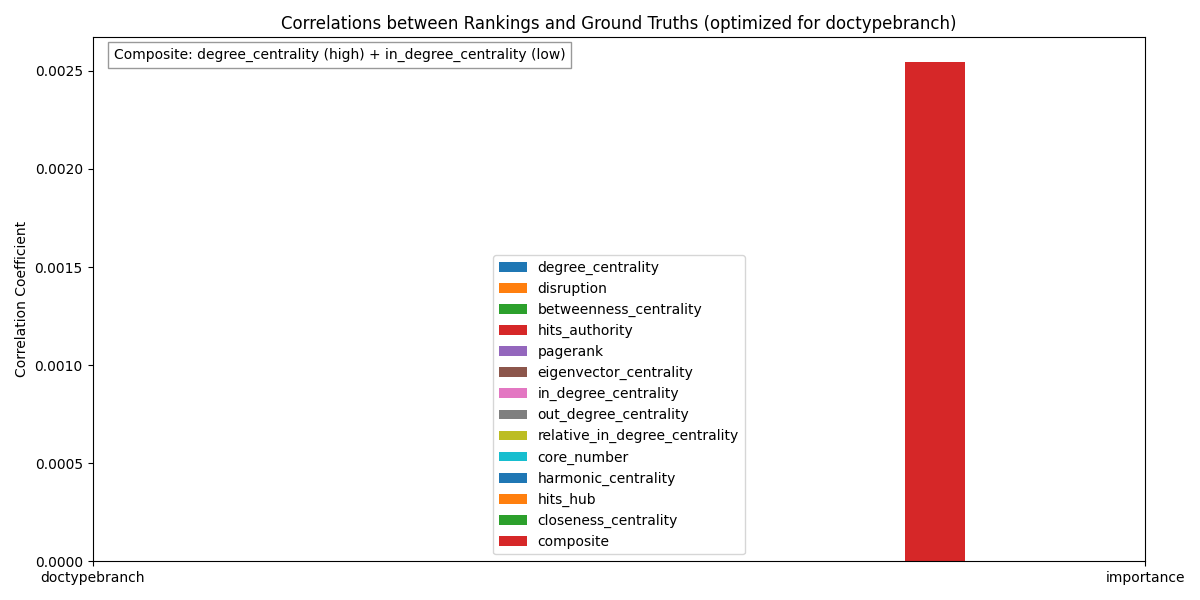 Correlations between Rankings and Ground Truths (optimized for doctypebranch)
Composite: degree_centrality (high) + in_degree_centrality (low)
Correlation Coefficient
0.0025
0.0020
0.0015
0.0010
0.0005
0.0000
degree_centrality
disruption
betweenness_centrality
hits_authority
pagerank
eigenvector_centrality
in_degree_centrality
out_degree_centrality
relative_in_degree_centrality
core_number
harmonic_centrality
hits_hub
closeness_centrality
composite
doctypebranch
importance